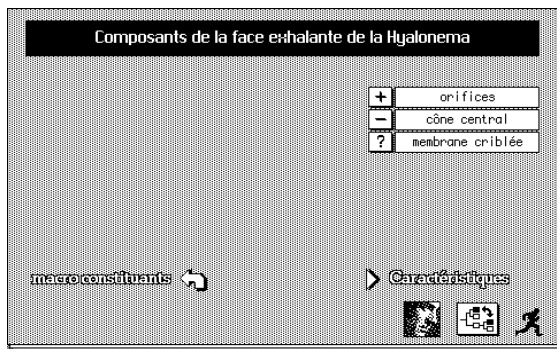 Composants de la face exhalante de la Hyalonema
+ orifices
− cône central
? membrane criblée
macro constituants
Caractéristiques